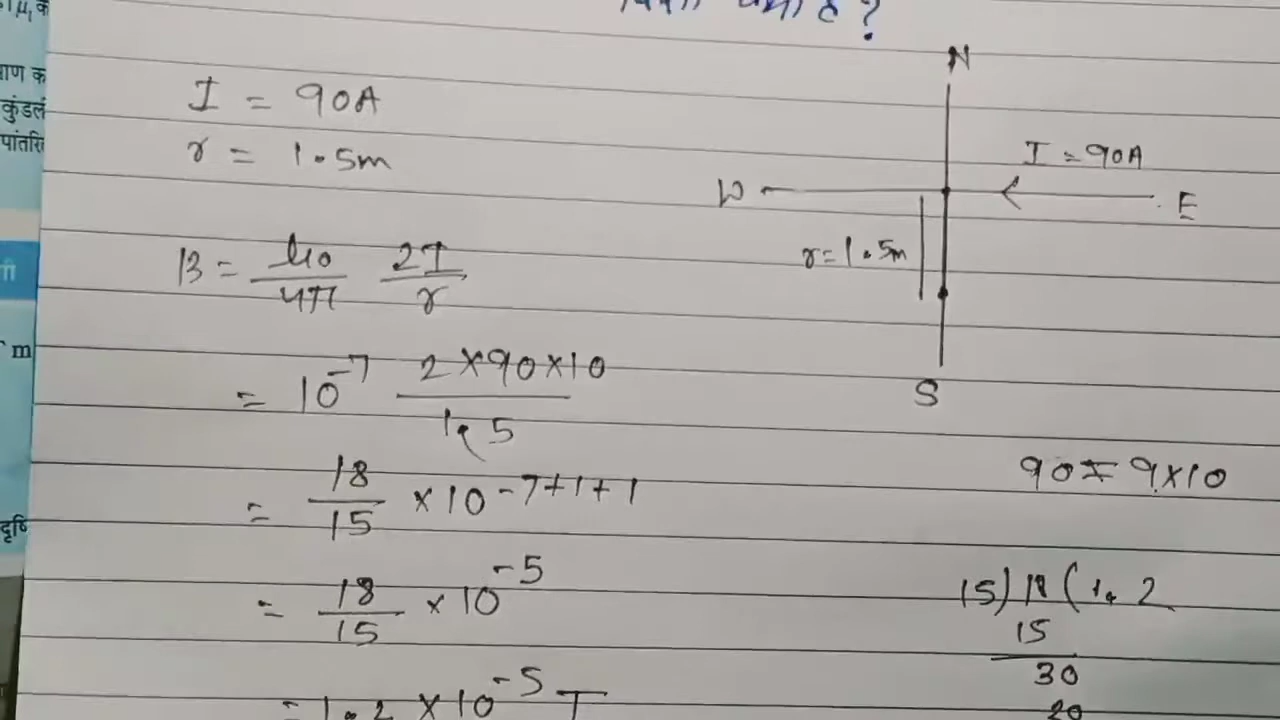 है?
I = 90A
r = 1.5m
N
I = 90A
W
E
r = 1.5m
S
B = μ0/4π 2I/r
= 10^-7 2×90×10/1.5
= 18/15 × 10^-7+1+1
90 = 9×10
= 18/15 × 10^-5
15)18(1.2
15
30
= 1.2 × 10^-5 T
m